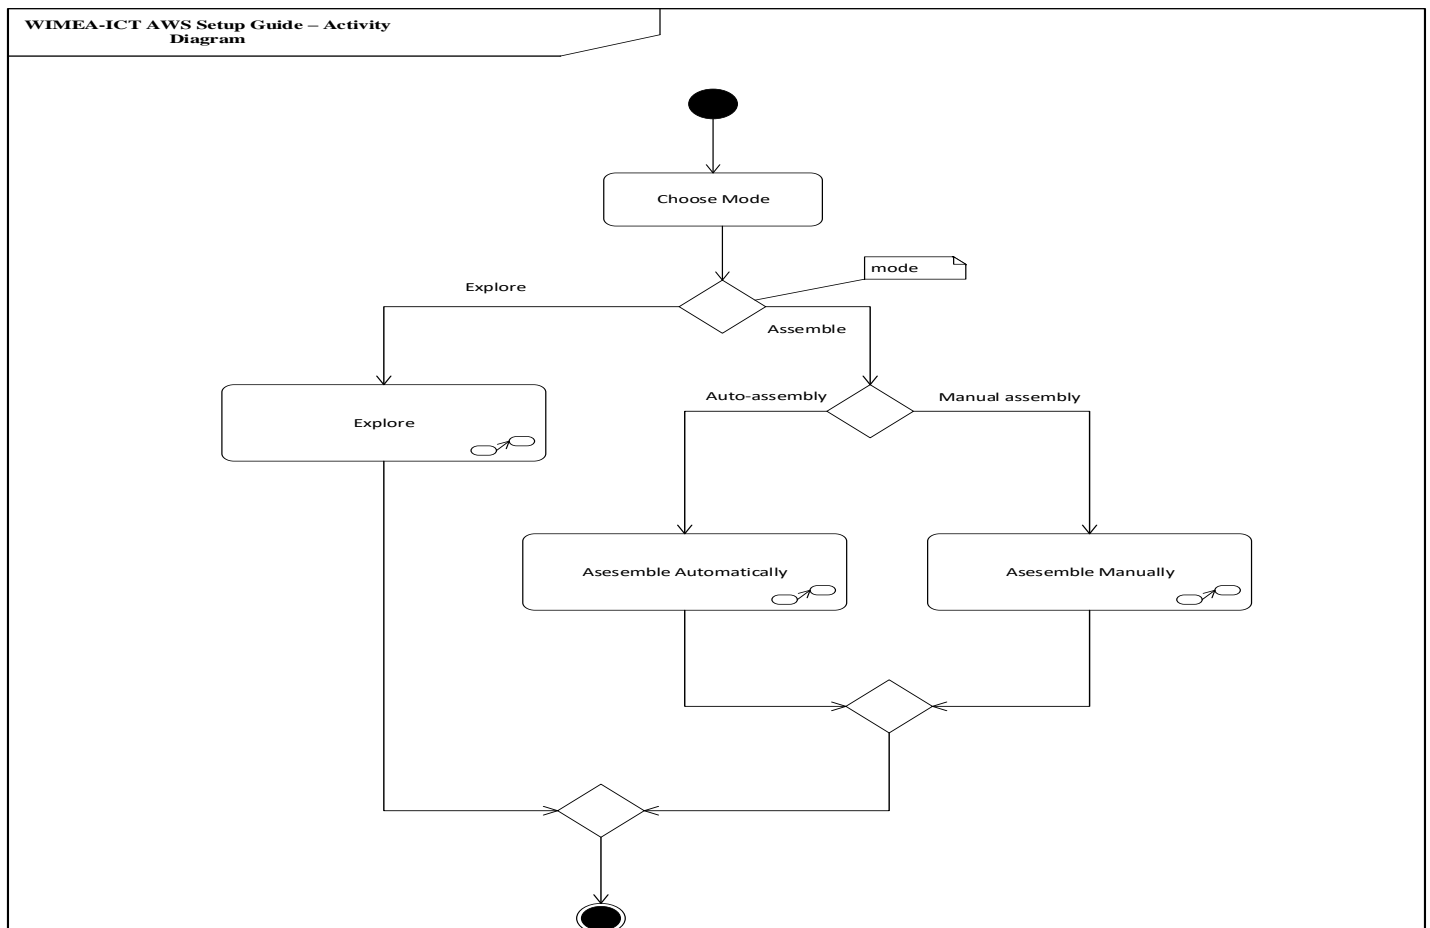 WIMEA-ICT AWS Setup Guide – Activity
Diagram
Choose Mode
mode
Explore
Assemble
Auto-assembly
Manual assembly
Explore
Asesemble Automatically
Asesemble Manually